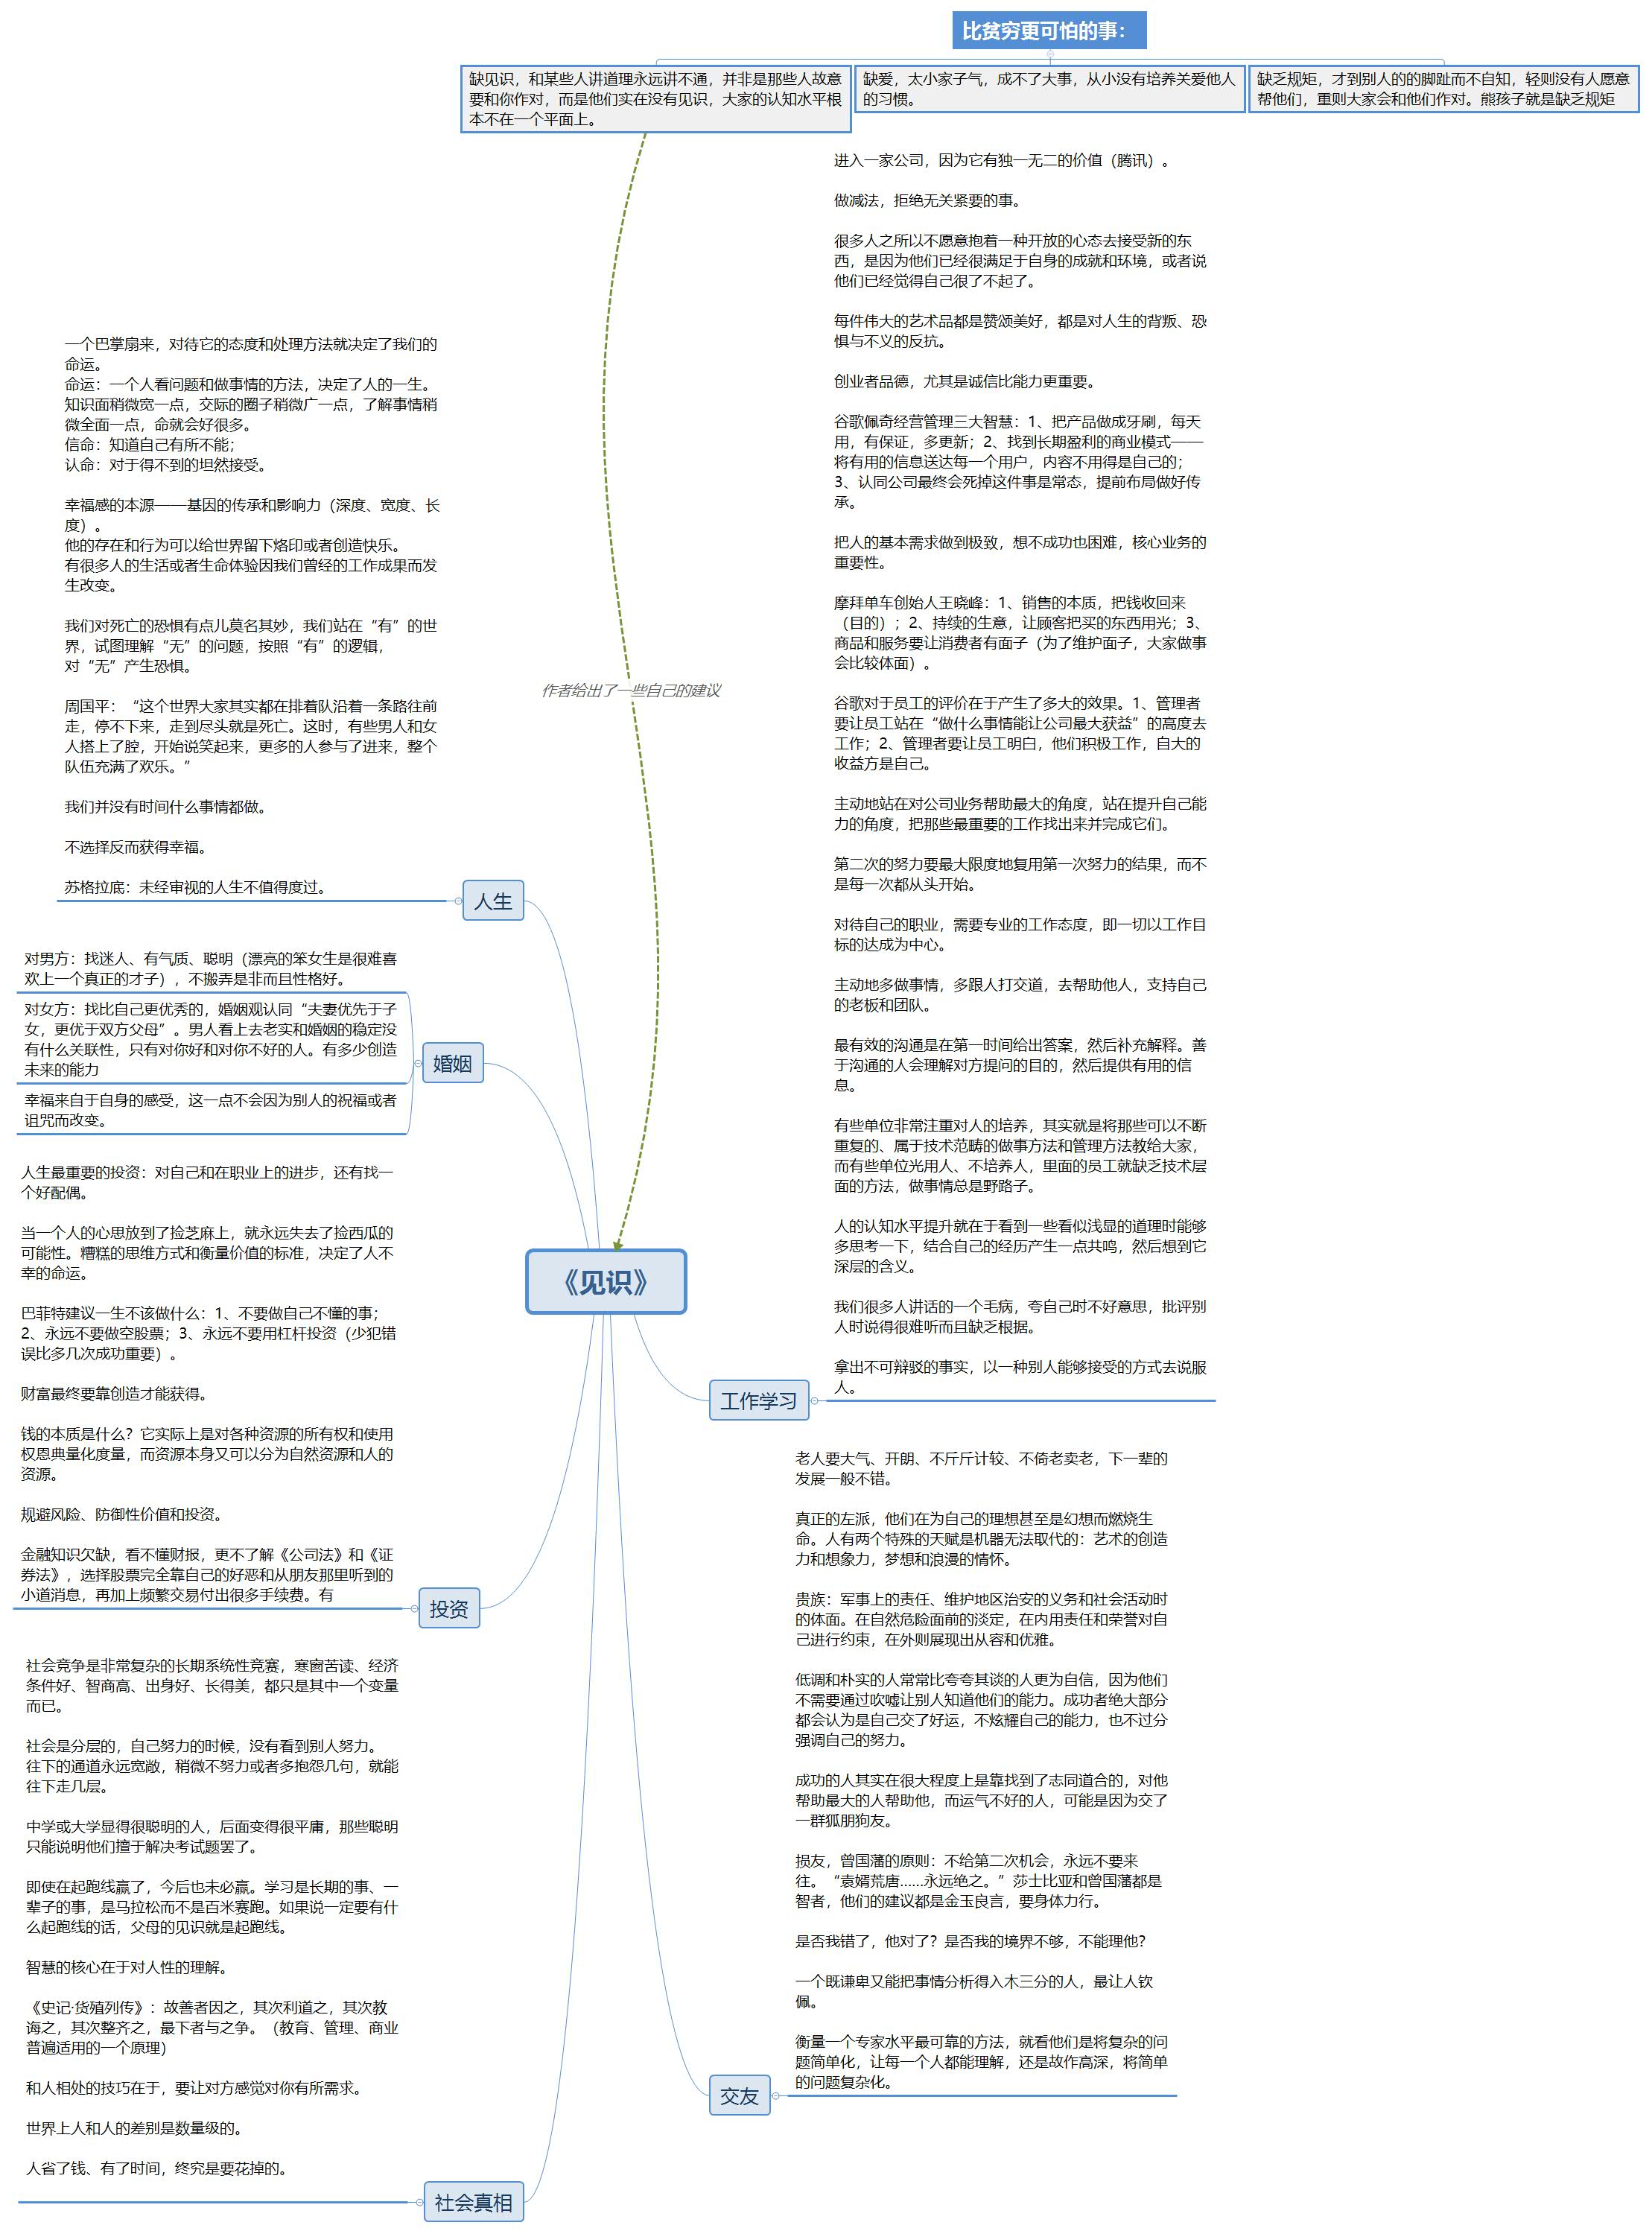 比贫穷更可怕的事：
缺见识，和某些人讲道理永远讲不通，并非是那些人故意
要和你作对，而是他们实在没有见识，大家的认知水平根
本不在一个平面上。
缺爱，太小家子气，成不了大事，从小没有培养关爱他人
的习惯。
缺乏规矩，才到别人的的脚趾而不自知，轻则没有人愿意
帮他们，重则大家会和他们作对。熊孩子就是缺乏规矩
作者给出了一些自己的建议
《见识》
人生
一个巴掌扇来，对待它的态度和处理方法就决定了我们的
命运。
命运：一个人看问题和做事情的方法，决定了人的一生。
知识面稍微宽一点，交际的圈子稍微广一点，了解事情稍
微全面一点，命就会好很多。
信命：知道自己有所不能；
认命：对于得不到的坦然接受。
幸福感的本源——基因的传承和影响力（深度、宽度、长
度）。
他的存在和行为可以给世界留下烙印或者创造快乐。
有很多人的生活或者生命体验因我们曾经的工作成果而发
生改变。
我们对死亡的恐惧有点儿莫名其妙，我们站在“有”的世
界，试图理解“无”的问题，按照“有”的逻辑，
对“无”产生恐惧。
周国平：“这个世界大家其实都在排着队沿着一条路往前
走，停不下来，走到尽头就是死亡。这时，有些男人和女
人搭上了腔，开始说笑起来，更多的人参与了进来，整个
队伍充满了欢乐。”
我们并没有时间什么事情都做。
不选择反而获得幸福。
苏格拉底：未经审视的人生不值得度过。
婚姻
对男方：找迷人、有气质、聪明（漂亮的笨女生是很难喜
欢上一个真正的才子），不搬弄是非而且性格好。
对女方：找比自己更优秀的，婚姻观认同“夫妻优先于子
女，更优于双方父母”。男人看上去老实和婚姻的稳定没
有什么关联性，只有对你好和对你不好的人。有多少创造
未来的能力
幸福来自于自身的感受，这一点不会因为别人的祝福或者
诅咒而改变。
投资
人生最重要的投资：对自己和在职业上的进步，还有找一
个好配偶。
当一个人的心思放到了捡芝麻上，就永远失去了捡西瓜的
可能性。糟糕的思维方式和衡量价值的标准，决定了人不
幸的命运。
巴菲特建议一生不该做什么：1、不要做自己不懂的事；
2、永远不要做空股票；3、永远不要用杠杆投资（少犯错
误比多几次成功重要）。
财富最终要靠创造才能获得。
钱的本质是什么？它实际上是对各种资源的所有权和使用
权恩典量化度量，而资源本身又可以分为自然资源和人的
资源。
规避风险、防御性价值和投资。
金融知识欠缺，看不懂财报，更不了解《公司法》和《证
券法》，选择股票完全靠自己的好恶和从朋友那里听到的
小道消息，再加上频繁交易付出很多手续费。有
社会真相
社会竞争是非常复杂的长期系统性竞赛，寒窗苦读、经济
条件好、智商高、出身好、长得美，都只是其中一个变量
而已。
社会是分层的，自己努力的时候，没有看到别人努力。
往下的通道永远宽敞，稍微不努力或者多抱怨几句，就能
往下走几层。
中学或大学显得很聪明的人，后面变得很平庸，那些聪明
只能说明他们擅于解决考试题罢了。
即使在起跑线赢了，今后也未必赢。学习是长期的事、一
辈子的事，是马拉松而不是百米赛跑。如果说一定要有什
么起跑线的话，父母的见识就是起跑线。
智慧的核心在于对人性的理解。
《史记·货殖列传》：故善者因之，其次利道之，其次教
诲之，其次整齐之，最下者与之争。（教育、管理、商业
普遍适用的一个原理）
和人相处的技巧在于，要让对方感觉对你有所需求。
世界上人和人的差别是数量级的。
人省了钱、有了时间，终究是要花掉的。
工作学习
进入一家公司，因为它有独一无二的价值（腾讯）。
做减法，拒绝无关紧要的事。
很多人之所以不愿意抱着一种开放的心态去接受新的东
西，是因为他们已经很满足于自身的成就和环境，或者说
他们已经觉得自己很了不起了。
每件伟大的艺术品都是赞颂美好，都是对人生的背叛、恐
惧与不义的反抗。
创业者品德，尤其是诚信比能力更重要。
谷歌佩奇经营管理三大智慧：1、把产品做成牙刷，每天
用，有保证，多更新；2、找到长期盈利的商业模式——
将有用的信息送达每一个用户，内容不用得是自己的；
3、认同公司最终会死掉这件事是常态，提前布局做好传
承。
把人的基本需求做到极致，想不成功也困难，核心业务的
重要性。
摩拜单车创始人王晓峰：1、销售的本质，把钱收回来
（目的）；2、持续的生意，让顾客把买的东西用光；3、
商品和服务要让消费者有面子（为了维护面子，大家做事
会比较体面）。
谷歌对于员工的评价在于产生了多大的效果。1、管理者
要让员工站在“做什么事情能让公司最大获益”的高度去
工作；2、管理者要让员工明白，他们积极工作，自大的
收益方是自己。
主动地站在对公司业务帮助最大的角度，站在提升自己能
力的角度，把那些最重要的工作找出来并完成它们。
第二次的努力要最大限度地复用第一次努力的结果，而不
是每一次都从头开始。
对待自己的职业，需要专业的工作态度，即一切以工作目
标的达成为中心。
主动地多做事情，多跟人打交道，去帮助他人，支持自己
的老板和团队。
最有效的沟通是在第一时间给出答案，然后补充解释。善
于沟通的人会理解对方提问的目的，然后提供有用的信
息。
有些单位非常注重对人的培养，其实就是将那些可以不断
重复的、属于技术范畴的做事方法和管理方法教给大家，
而有些单位光用人、不培养人，里面的员工就缺乏技术层
面的方法，做事情总是野路子。
人的认知水平提升就在于看到一些看似浅显的道理时能够
多思考一下，结合自己的经历产生一点共鸣，然后想到它
深层的含义。
我们很多人讲话的一个毛病，夸自己时不好意思，批评别
人时说得很难听而且缺乏根据。
拿出不可辩驳的事实，以一种别人能够接受的方式去说服
人。
交友
老人要大气、开朗、不斤斤计较、不倚老卖老，下一辈的
发展一般不错。
真正的左派，他们在为自己的理想甚至是幻想而燃烧生
命。人有两个特殊的天赋是机器无法取代的：艺术的创造
力和想象力，梦想和浪漫的情怀。
贵族：军事上的责任、维护地区治安的义务和社会活动时
的体面。在自然危险面前的淡定，在内用责任和荣誉对自
己进行约束，在外则展现出从容和优雅。
低调和朴实的人常常比夸夸其谈的人更为自信，因为他们
不需要通过吹嘘让别人知道他们的能力。成功者绝大部分
都会认为是自己交了好运，不炫耀自己的能力，也不过分
强调自己的努力。
成功的人其实在很大程度上是靠找到了志同道合的，对他
帮助最大的人帮助他，而运气不好的人，可能是因为交了
一群狐朋狗友。
损友，曾国藩的原则：不给第二次机会，永远不要来
往。“袁婿荒唐……永远绝之。”莎士比亚和曾国藩都是
智者，他们的建议都是金玉良言，要身体力行。
是否我错了，他对了？是否我的境界不够，不能理他？
一个既谦卑又能把事情分析得入木三分的人，最让人钦
佩。
衡量一个专家水平最可靠的方法，就看他们是将复杂的问
题简单化，让每一个人都能理解，还是故作高深，将简单
的问题复杂化。